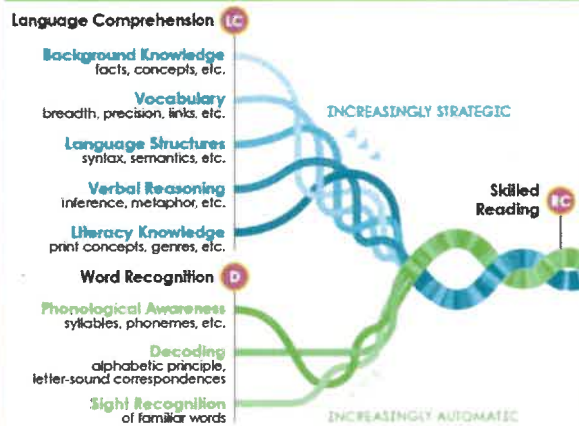 Language Comprehension LC
Background Knowledge
facts, concepts, etc.
Vocabulary
breadth, precision, links, etc.
INCREASINGLY STRATEGIC
Language Structures
syntax, semantics, etc.
Verbal Reasoning
inference, metaphor, etc.
Skilled
Reading
RC
Literacy Knowledge
print concepts, genres, etc.
Word Recognition D
Phonological Awareness
syllables, phonemes, etc.
Decoding
alphabetic principle,
letter-sound correspondences
Sight Recognition
of familiar words
INCREASINGLY AUTOMATIC